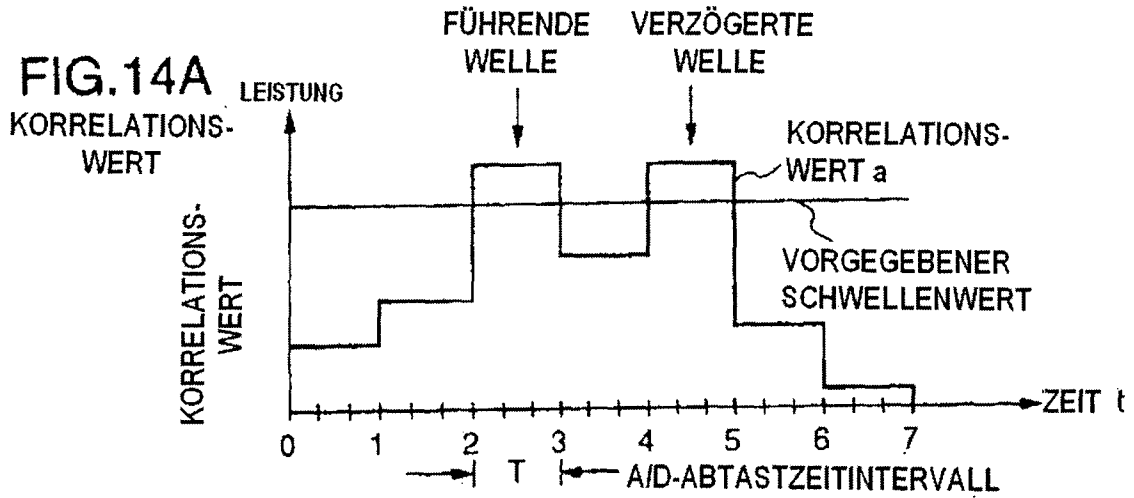 FÜHRENDE
WELLE
VERZÖGERTE
WELLE
FIG.14A
KORRELATIONS-
WERT
LEISTUNG
KORRELATIONS-
WERT
KORRELATIONS-
WERT a
VORGEGEBENER
SCHWELLENWERT
ZEIT t
0 1 2 3 4 5 6 7
T
A/D-ABTASTZEITINTERVALL